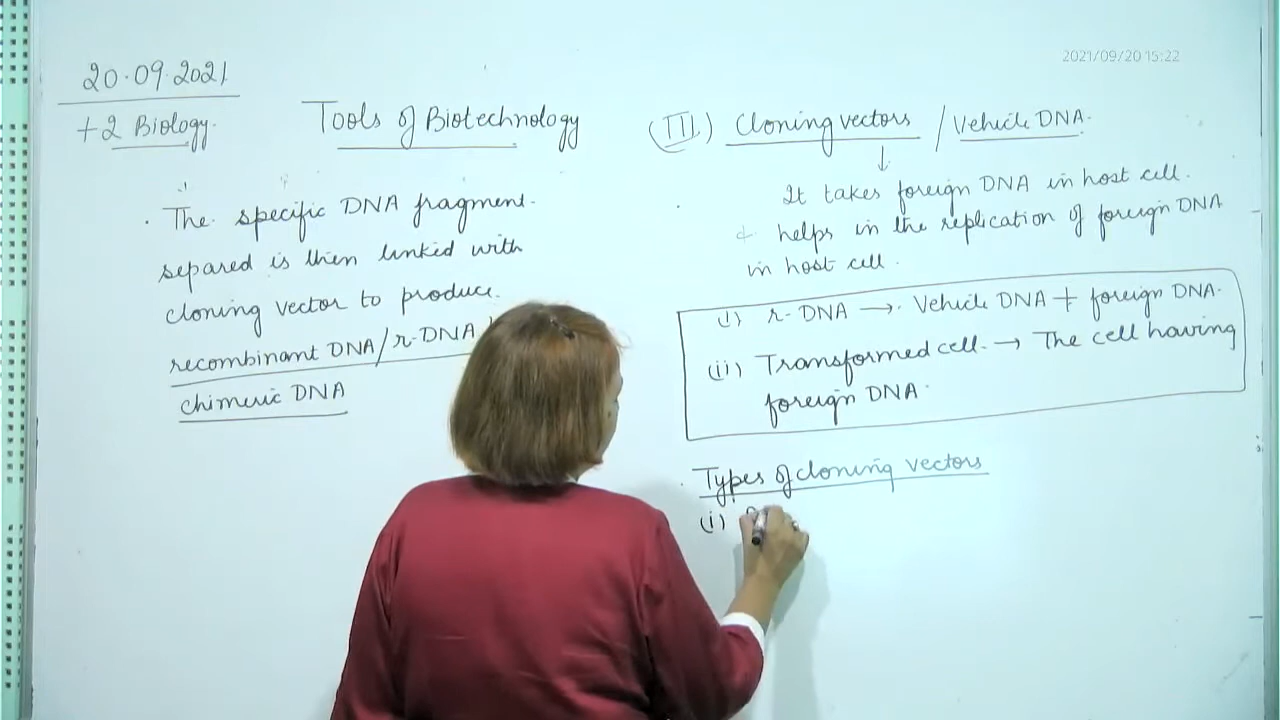 2021/09/20 15:22
20.09.2021
+2 Biology.
Tools of Biotechnology
. The specific DNA fragment.
separed is then linked with
cloning vector to produce.
recombinant DNA/r-DNA
chimeric DNA
(III.) Cloning vectors / Vehicle DNA.
↓
It takes foreign DNA in host cell.
+ helps in the replication of foreign DNA
in host cell.
(i) r-DNA → Vehicle DNA + foreign DNA.
(ii) Transformed cell. → The cell having
foreign DNA.
Types of cloning vectors
(i)